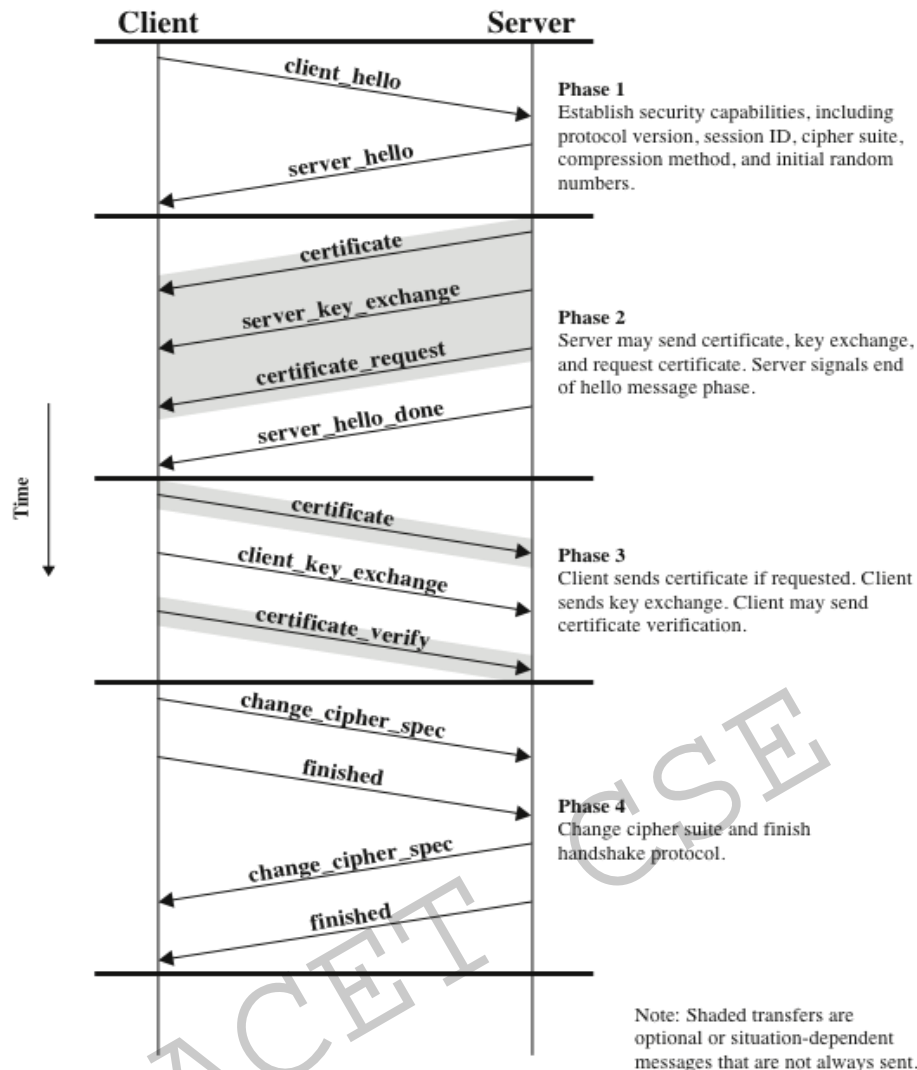 Client
Server
client_hello
server_hello
Phase 1
Establish security capabilities, including
protocol version, session ID, cipher suite,
compression method, and initial random
numbers.
certificate
server_key_exchange
certificate_request
server_hello_done
Phase 2
Server may send certificate, key exchange,
and request certificate. Server signals end
of hello message phase.
Time
certificate
client_key_exchange
certificate_verify
Phase 3
Client sends certificate if requested. Client
sends key exchange. Client may send
certificate verification.
change_cipher_spec
finished
change_cipher_spec
finished
Phase 4
Change cipher suite and finish
handshake protocol.
Note: Shaded transfers are
optional or situation-dependent
messages that are not always sent.
ACET CSE